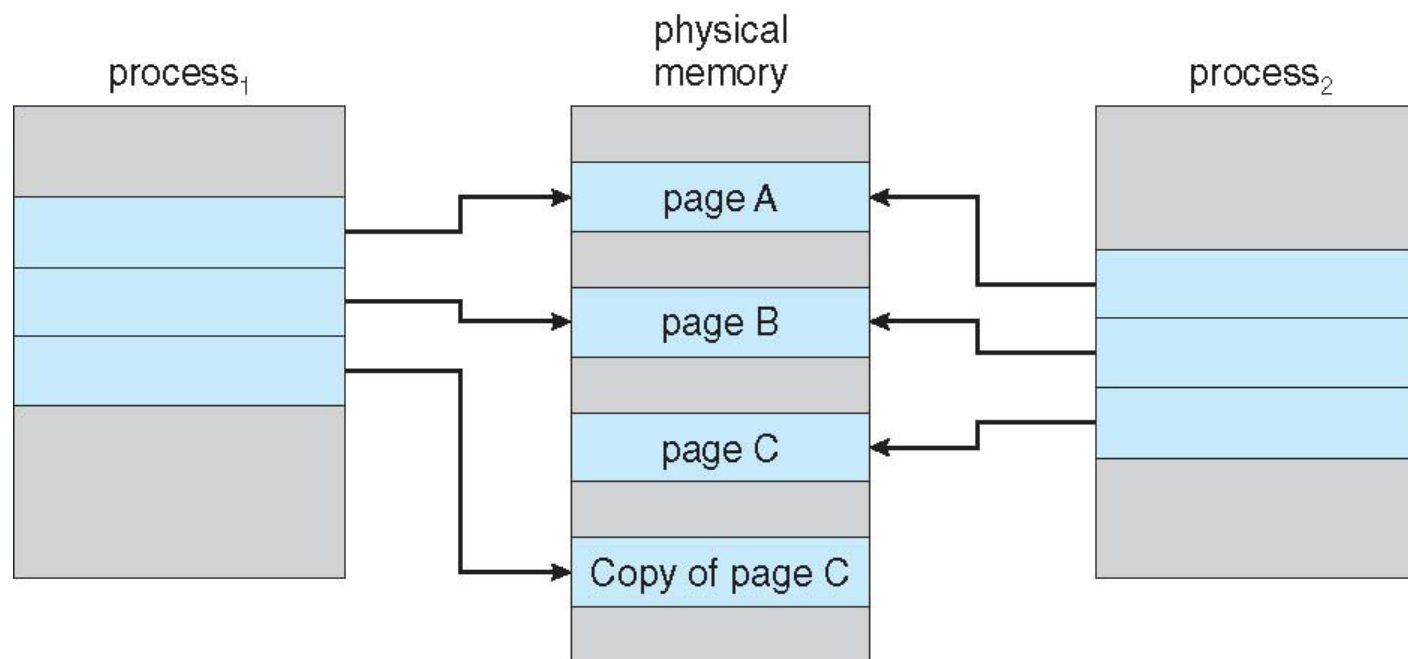 physical
memory
process₁
process₂
page A
page B
page C
Copy of page C